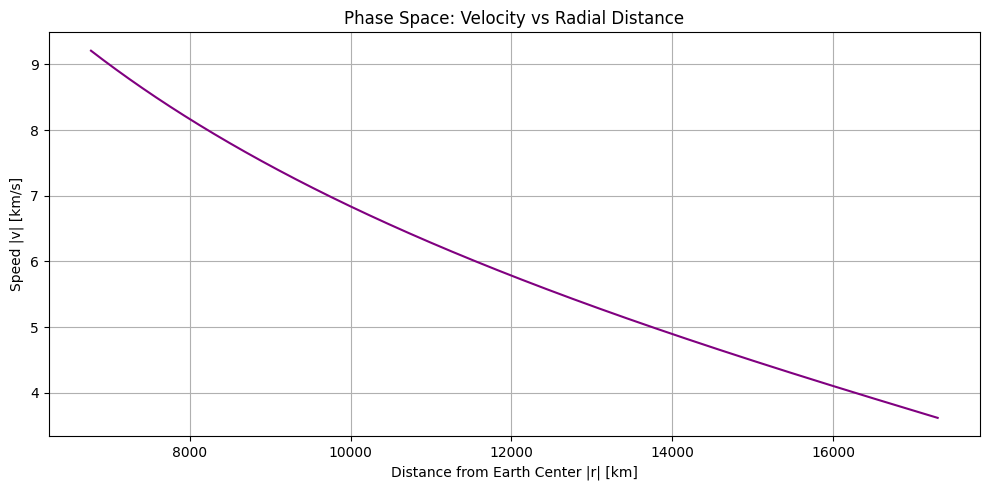 Phase Space: Velocity vs Radial Distance
9
8
7
6
5
4
Speed |v| [km/s]
8000 10000 12000 14000 16000
Distance from Earth Center |r| [km]